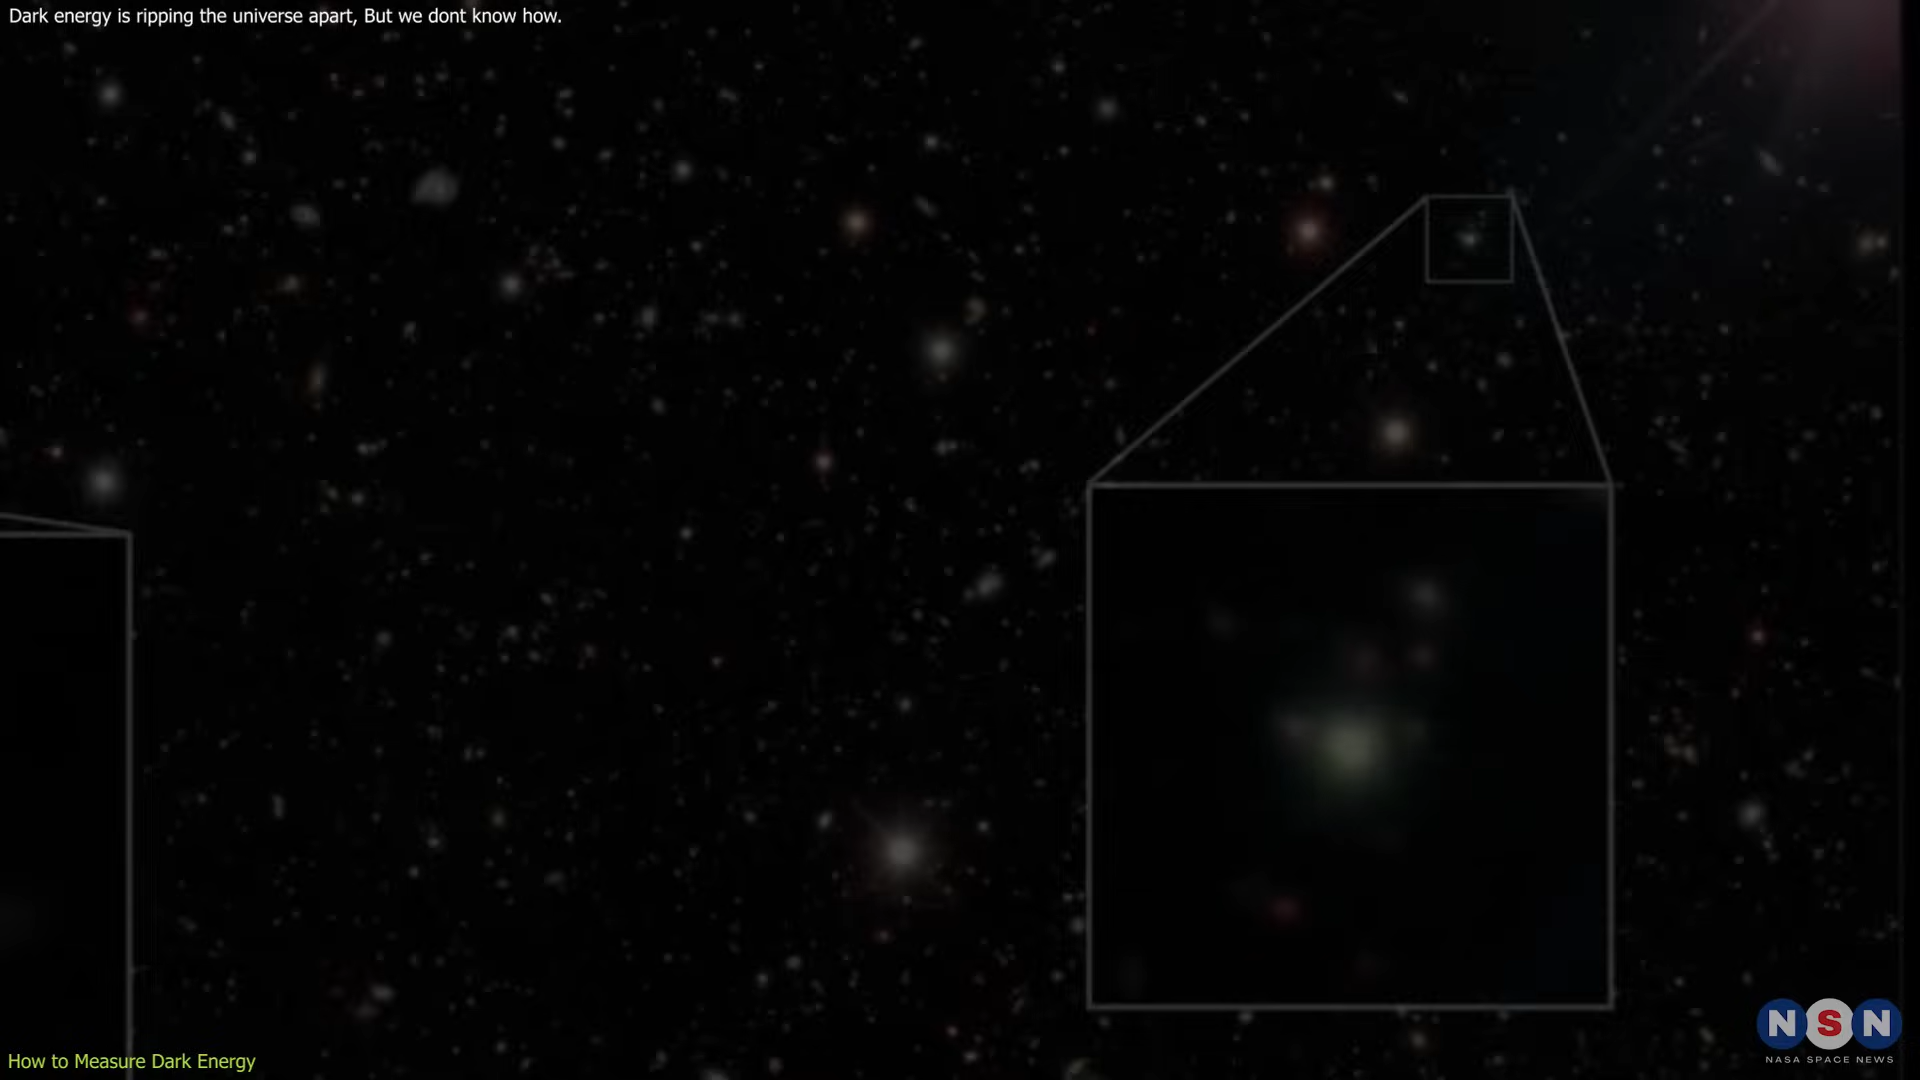 Dark energy is ripping the universe apart, But we dont know how.
How to Measure Dark Energy
NSN
NASA SPACE NEWS